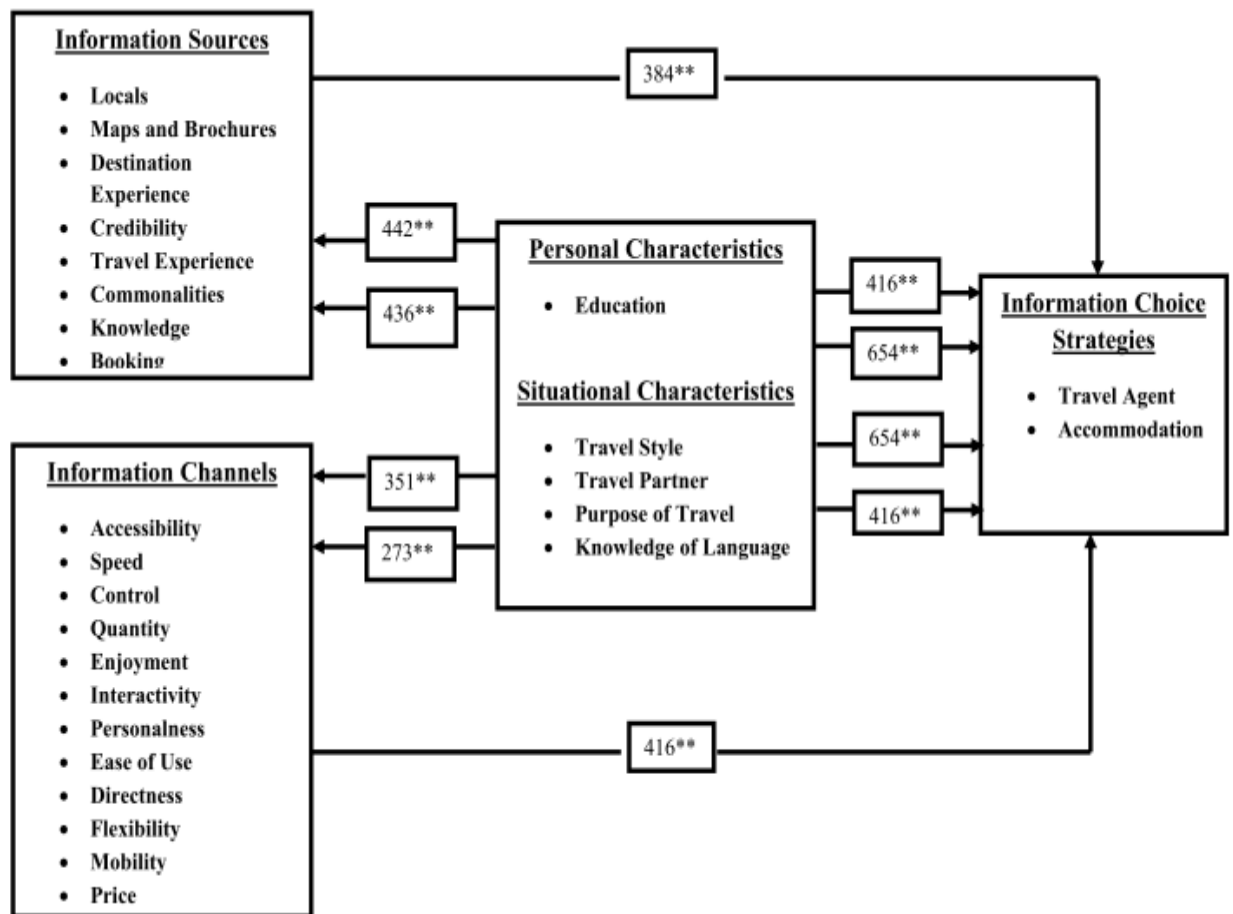 Information Sources
• Locals
• Maps and Brochures
• Destination
Experience
• Credibility
• Travel Experience
• Commonalities
• Knowledge
• Booking
384**
442**
436**
Personal Characteristics
• Education
Situational Characteristics
• Travel Style
• Travel Partner
• Purpose of Travel
• Knowledge of Language
416**
654**
654**
416**
Information Choice
Strategies
• Travel Agent
• Accommodation
Information Channels
• Accessibility
• Speed
• Control
• Quantity
• Enjoyment
• Interactivity
• Personalness
• Ease of Use
• Directness
• Flexibility
• Mobility
• Price
351**
273**
416**